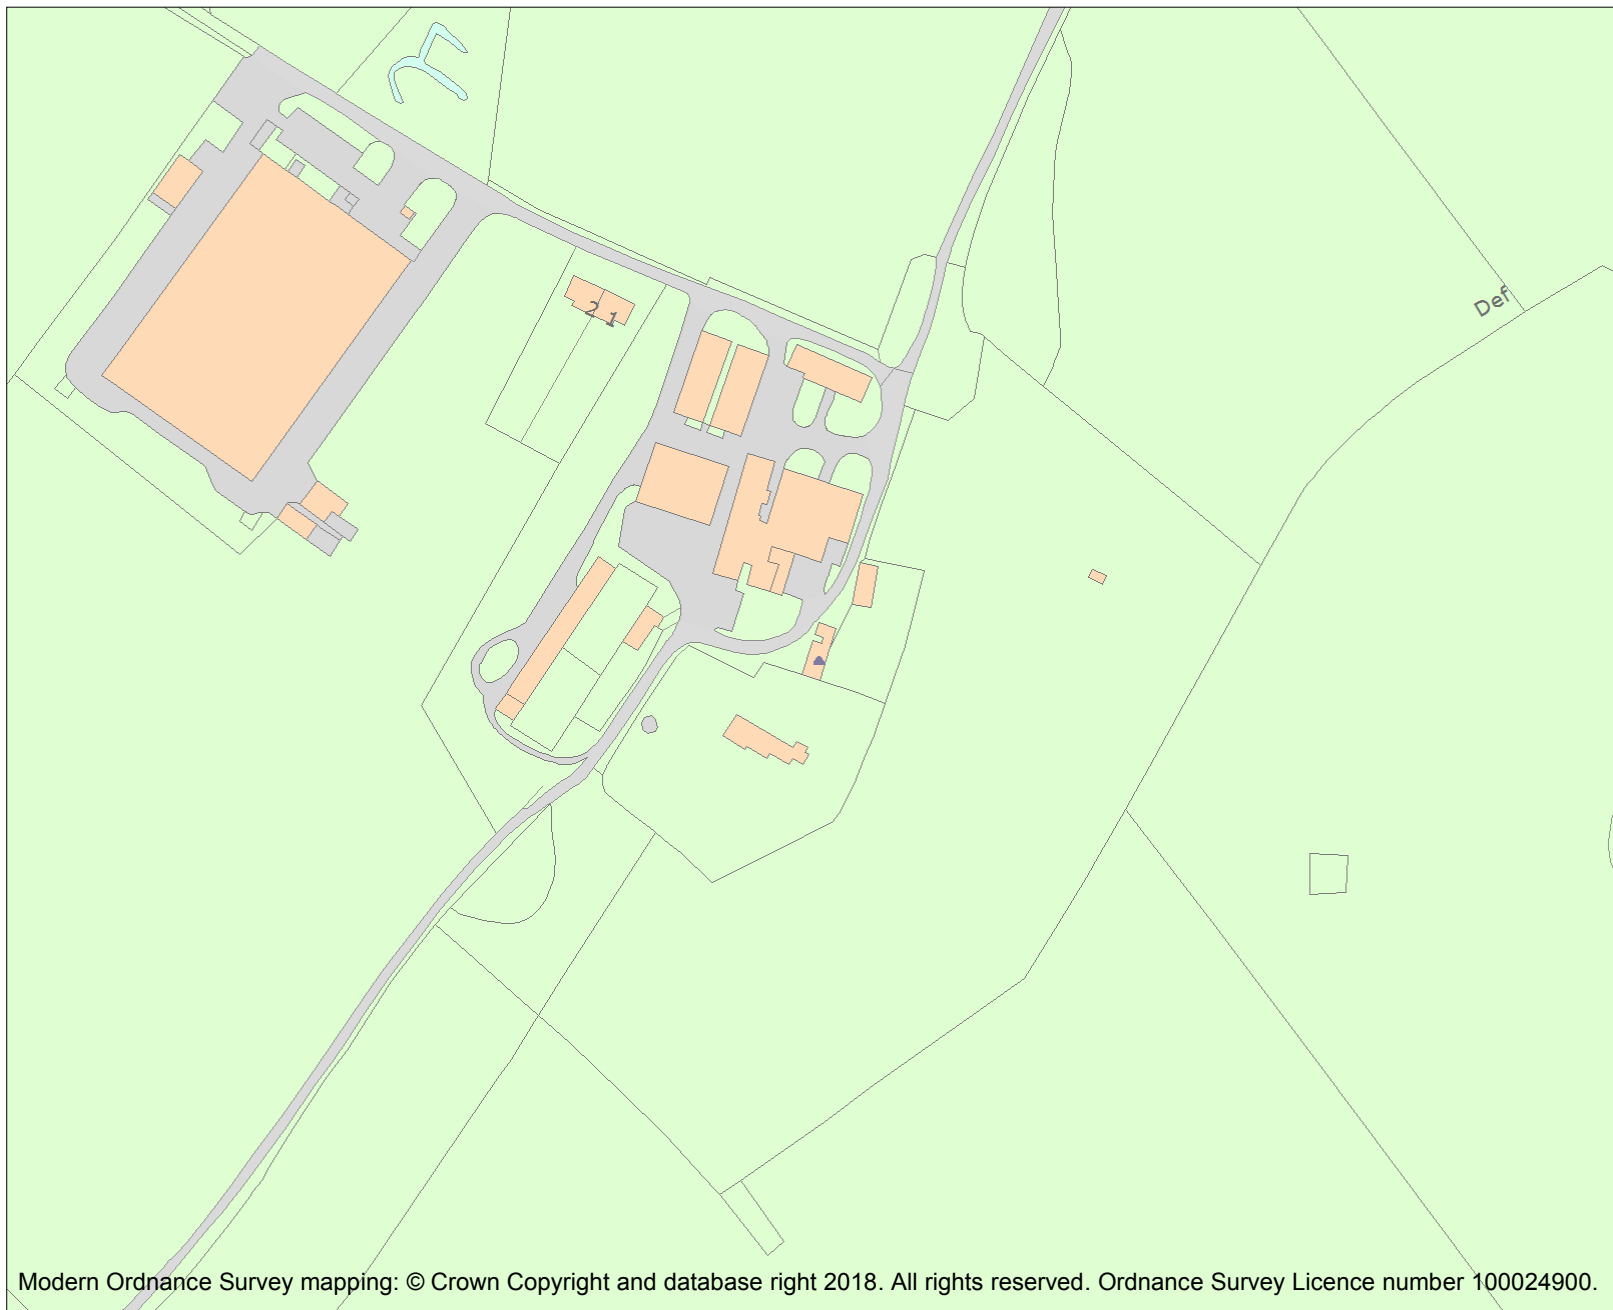 Def
2
1
Modern Ordnance Survey mapping: © Crown Copyright and database right 2018. All rights reserved. Ordnance Survey Licence number 100024900.